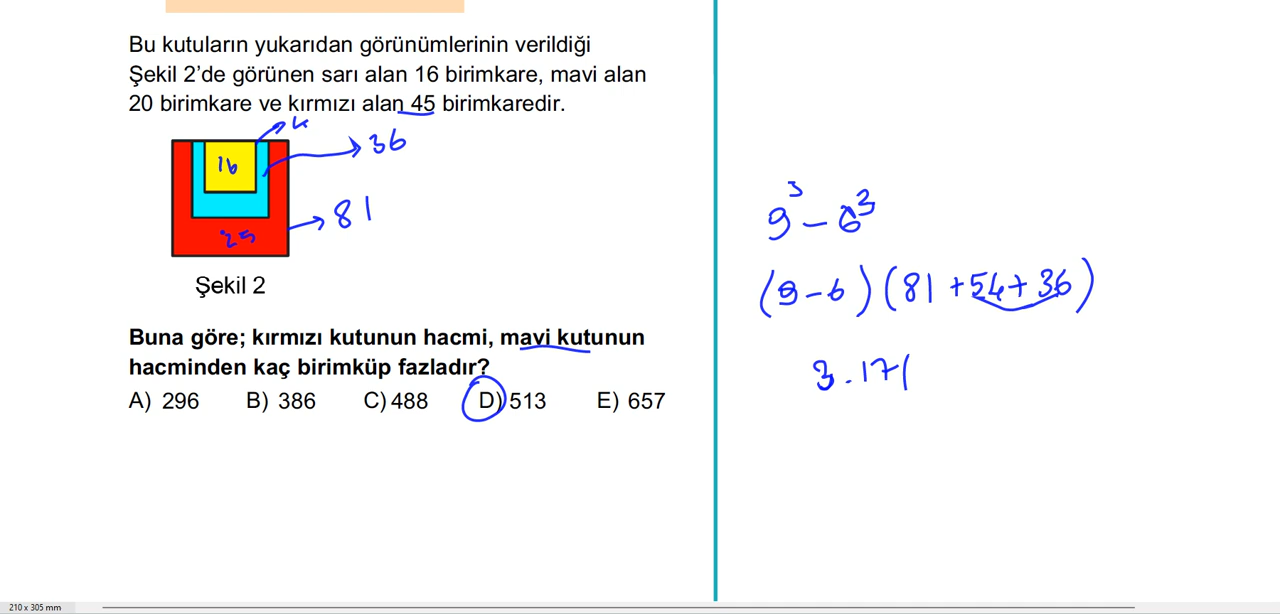 Bu kutuların yukarıdan görünümlerinin verildiği
Şekil 2'de görünen sarı alan 16 birimkare, mavi alan
20 birimkare ve kırmızı alan 45 birimkaredir.
4
36
16
81
25
Şekil 2
Buna göre; kırmızı kutunun hacmi, mavi kutunun
hacminden kaç birimküp fazladır?
A) 296 B) 386 C) 488 D) 513 E) 657
9³ - 6³
(9-6) (81+54+36)
3.171
210 x 305 mm